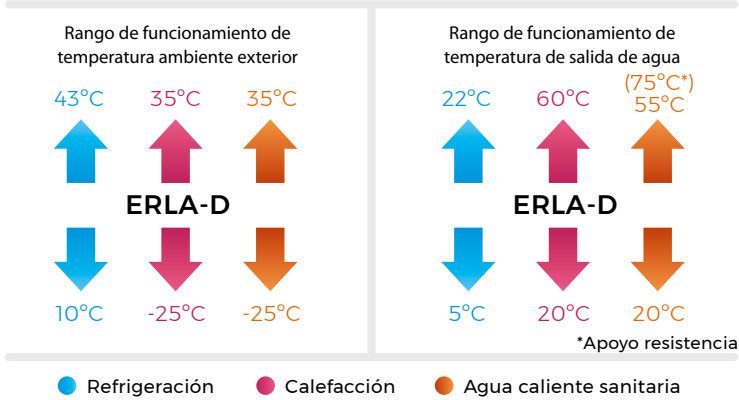 Rango de funcionamiento de
temperatura ambiente exterior
43°C 35°C 35°C
ERLA-D
10°C -25°C -25°C
Rango de funcionamiento de
temperatura de salida de agua
(75°C*)
22°C 60°C 55°C
ERLA-D
5°C 20°C 20°C
*Apoyo resistencia
Refrigeración Calefacción Agua caliente sanitaria